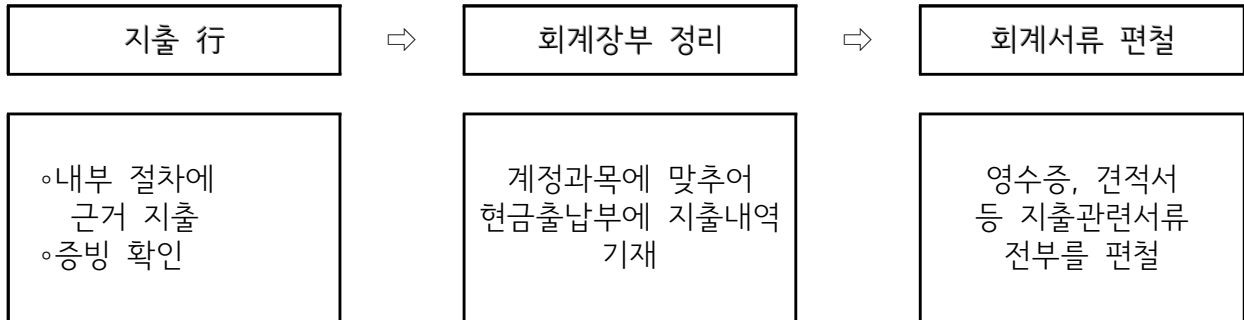 지출 行 ⇨ 회계장부 정리 ⇨ 회계서류 편철
∘내부 절차에
근거 지출
∘증빙 확인
계정과목에 맞추어
현금출납부에 지출내역
기재
영수증, 견적서
등 지출관련서류
전부를 편철